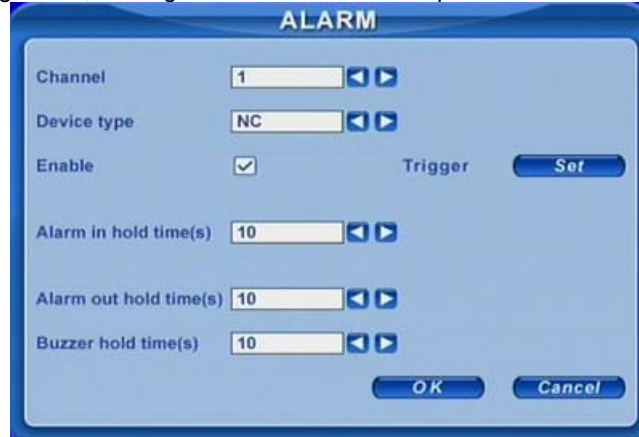 ALARM
Channel 1
Device type NC
Enable Trigger Set
Alarm in hold time(s) 10
Alarm out hold time(s) 10
Buzzer hold time(s) 10
OK Cancel